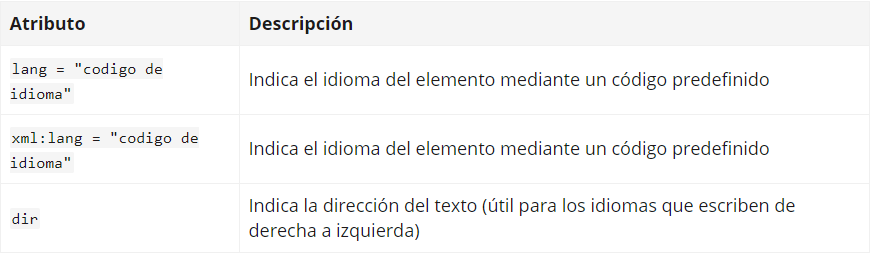 Atributo Descripción
lang = "codigo de
idioma"
Indica el idioma del elemento mediante un código predefinido
xml:lang = "codigo de
idioma"
Indica el idioma del elemento mediante un código predefinido
dir
Indica la dirección del texto (útil para los idiomas que escriben de
derecha a izquierda)